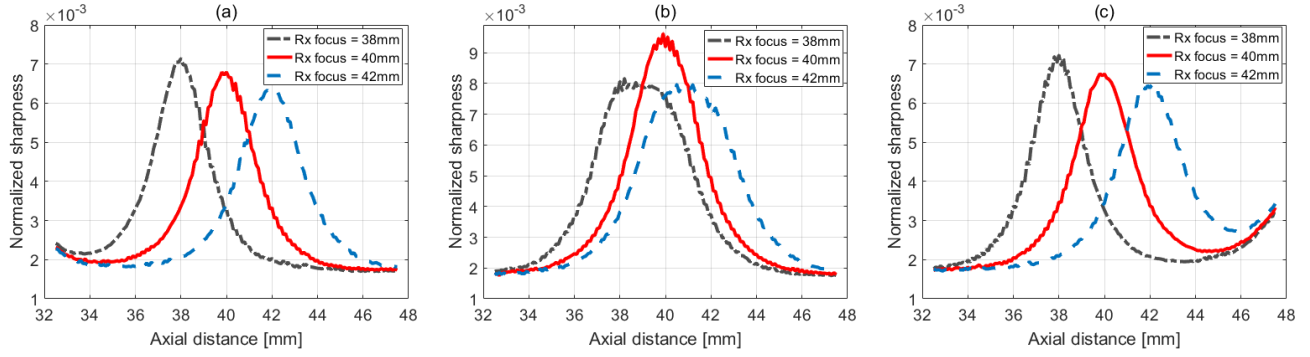 (a)
×10⁻³
Rx focus = 38mm
Rx focus = 40mm
Rx focus = 42mm
Normalized sharpness
8
7
6
5
4
3
2
1
32 34 36 38 40 42 44 46 48
Axial distance [mm]
(b)
×10⁻³
Rx focus = 38mm
Rx focus = 40mm
Rx focus = 42mm
Normalized sharpness
9
8
7
6
5
4
3
2
1
32 34 36 38 40 42 44 46 48
Axial distance [mm]
(c)
×10⁻³
Rx focus = 38mm
Rx focus = 40mm
Rx focus = 42mm
Normalized sharpness
8
7
6
5
4
3
2
1
32 34 36 38 40 42 44 46 48
Axial distance [mm]